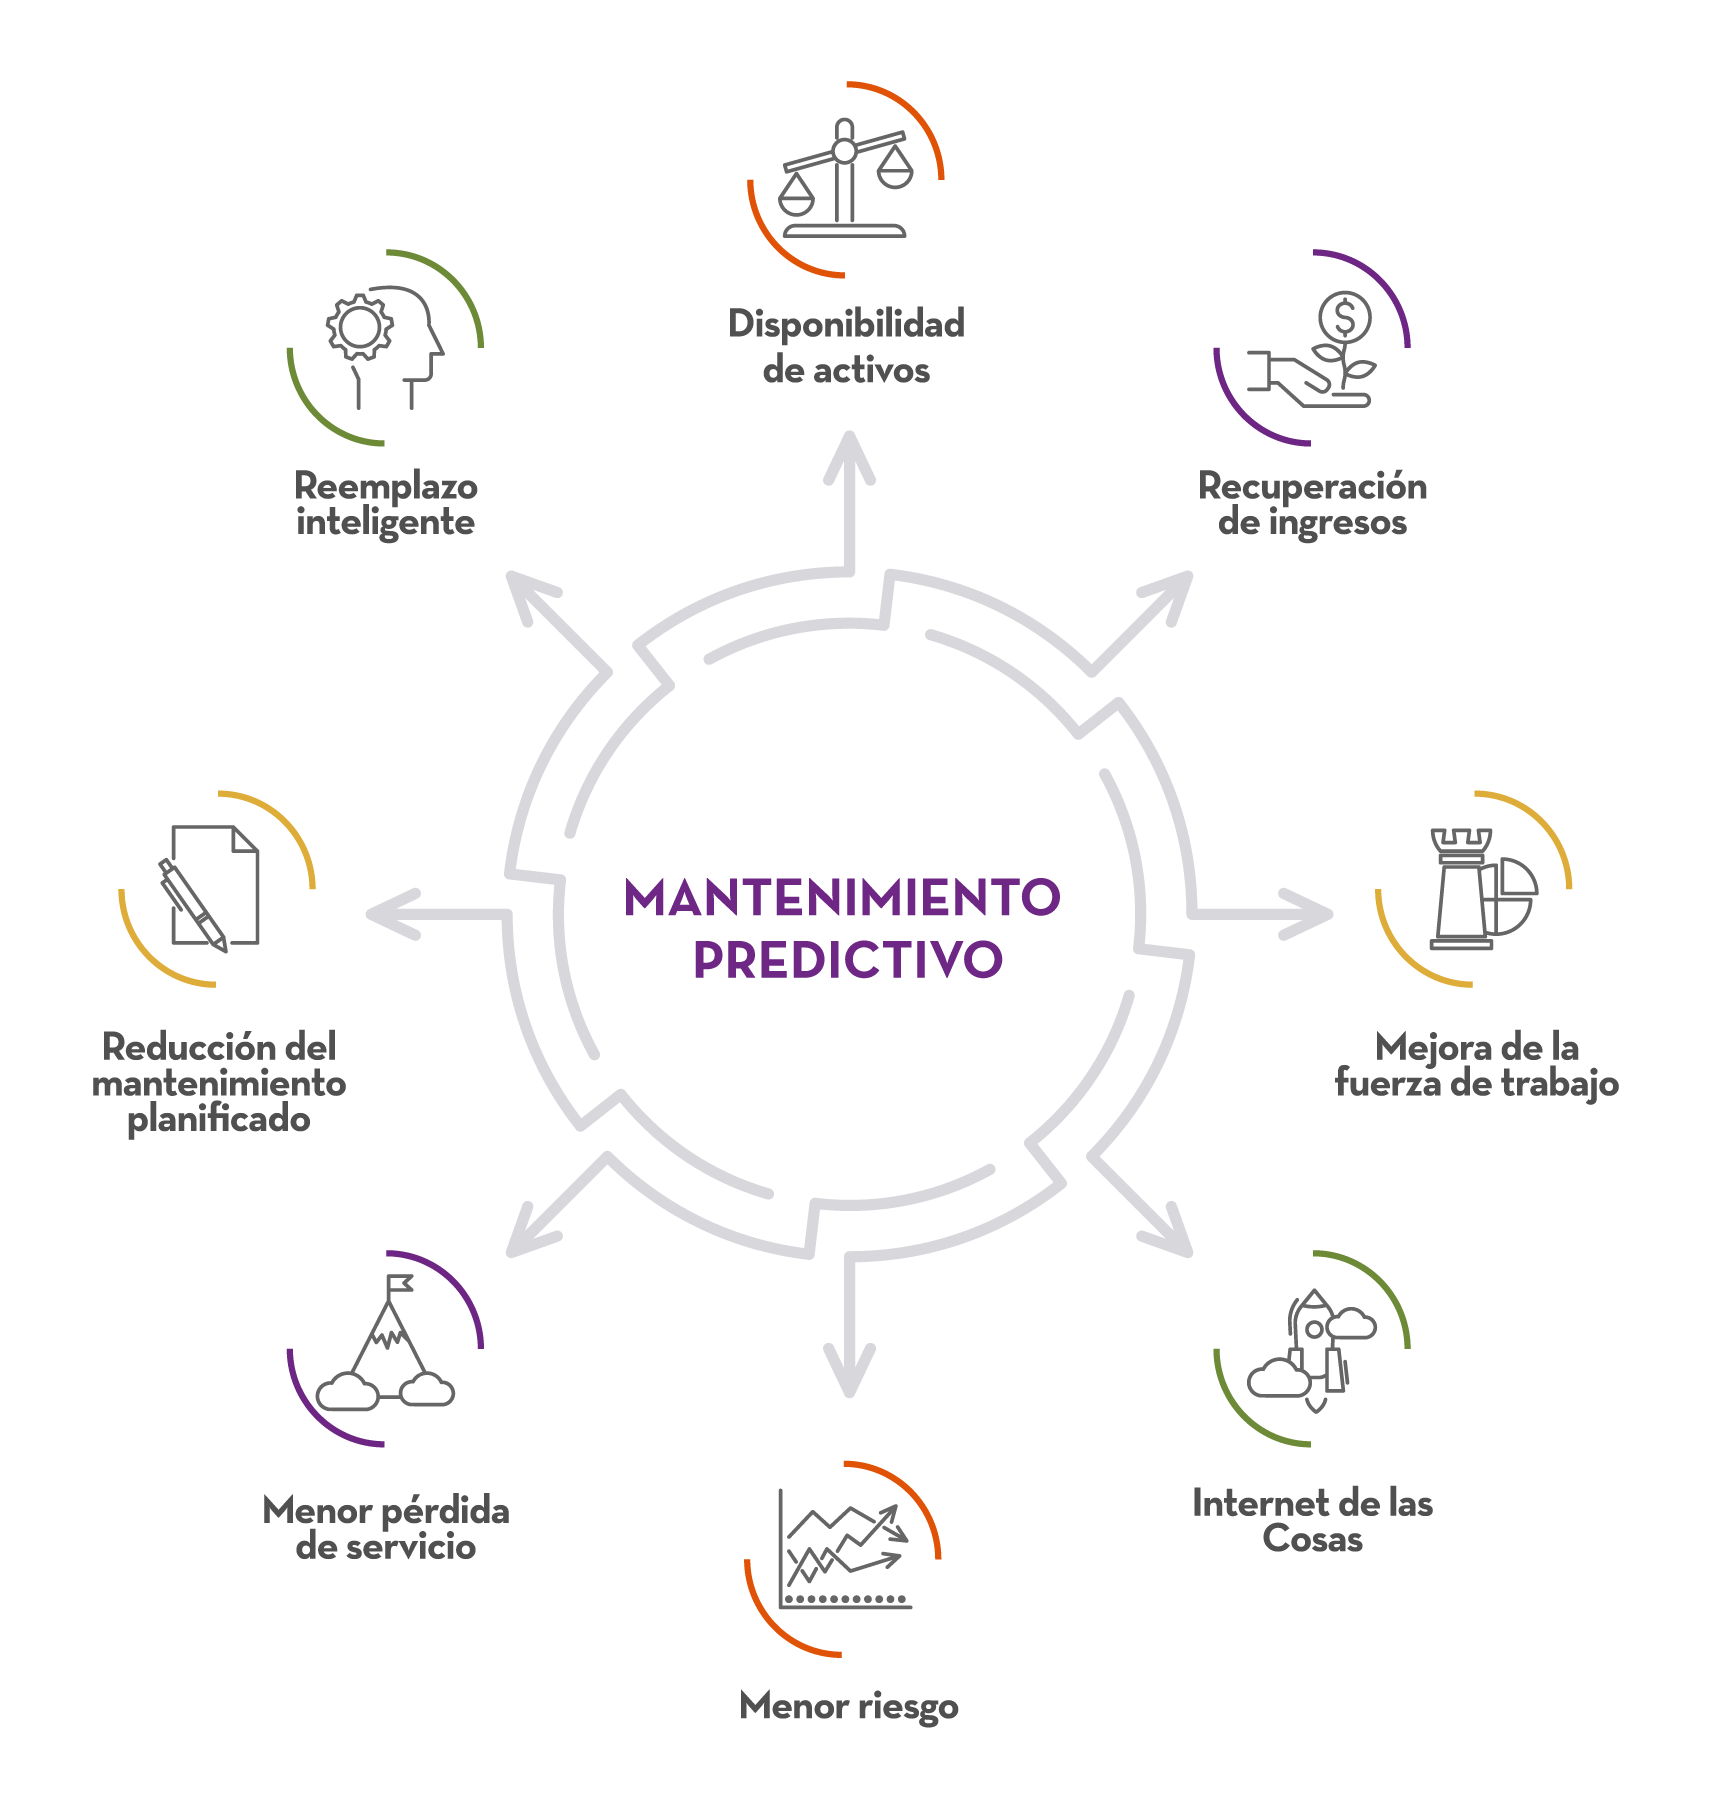 Disponibilidad
de activos
Reemplazo
inteligente
Recuperación
de ingresos
MANTENIMIENTO
PREDICTIVO
Reducción del
mantenimiento
planificado
Mejora de la
fuerza de trabajo
Menor pérdida
de servicio
Internet de las
Cosas
Menor riesgo